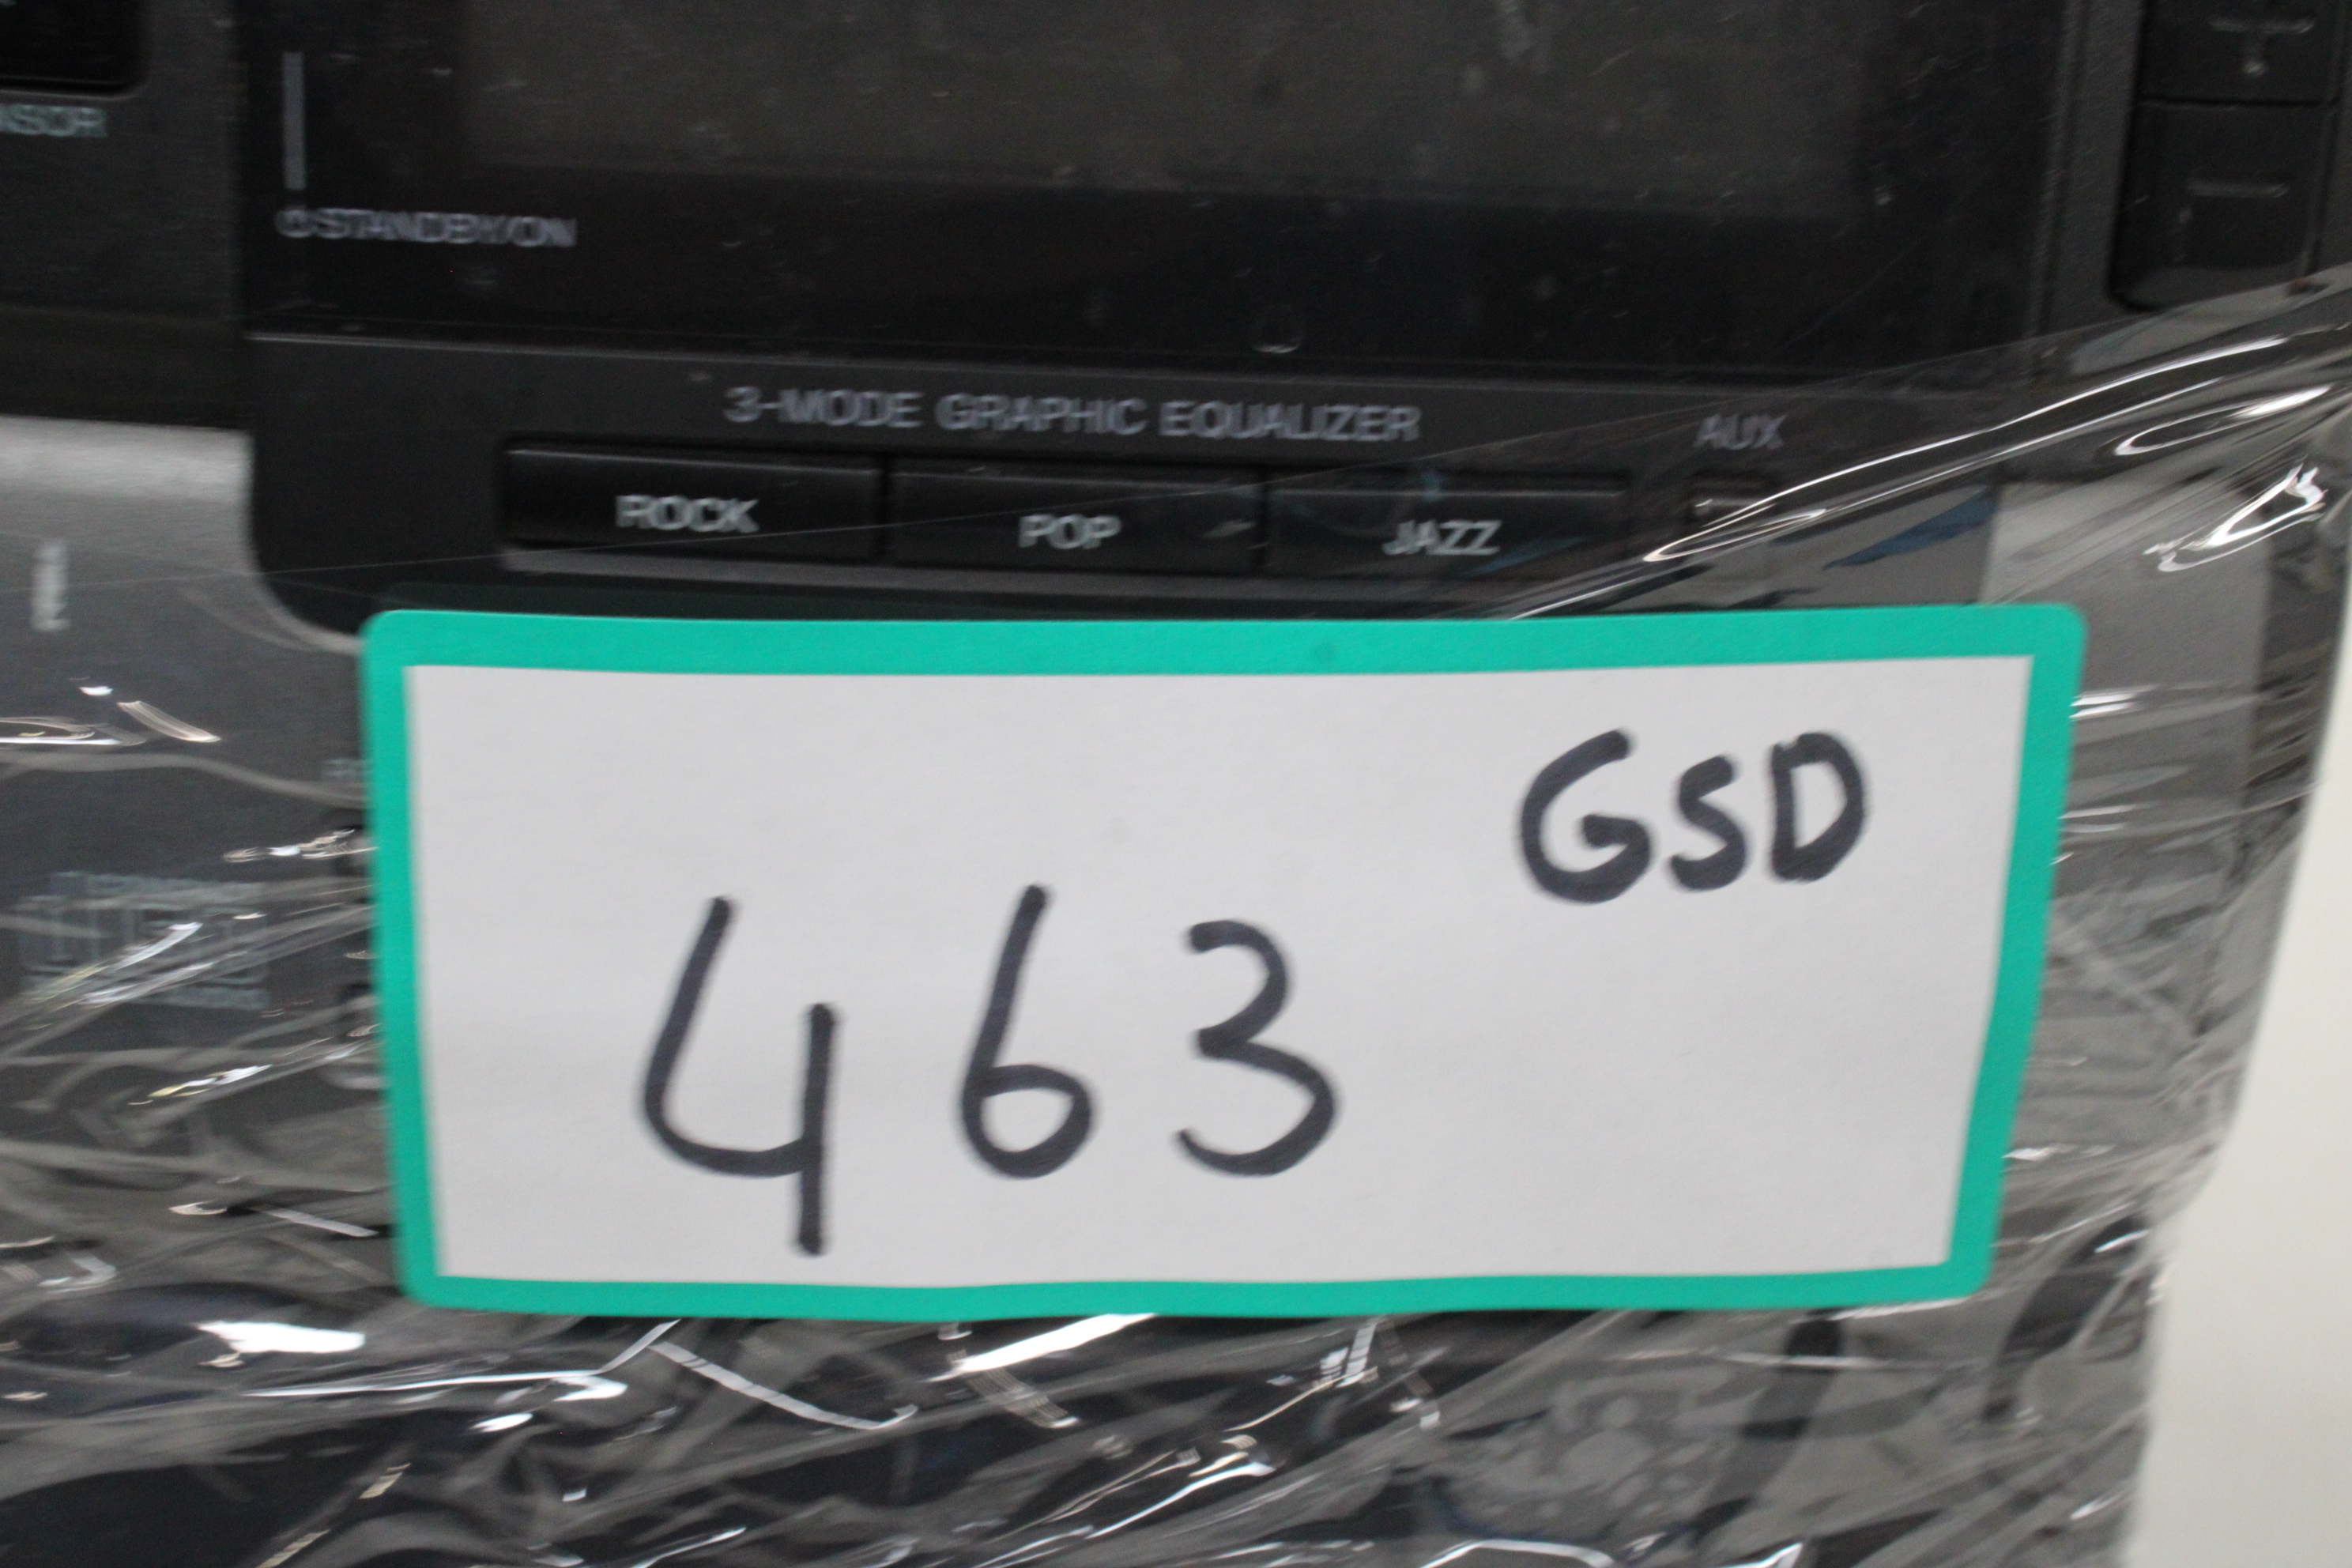 STANDBY/ON
3-MODE GRAPHIC EQUALIZER
AUX
ROCK POP JAZZ
GSD
463